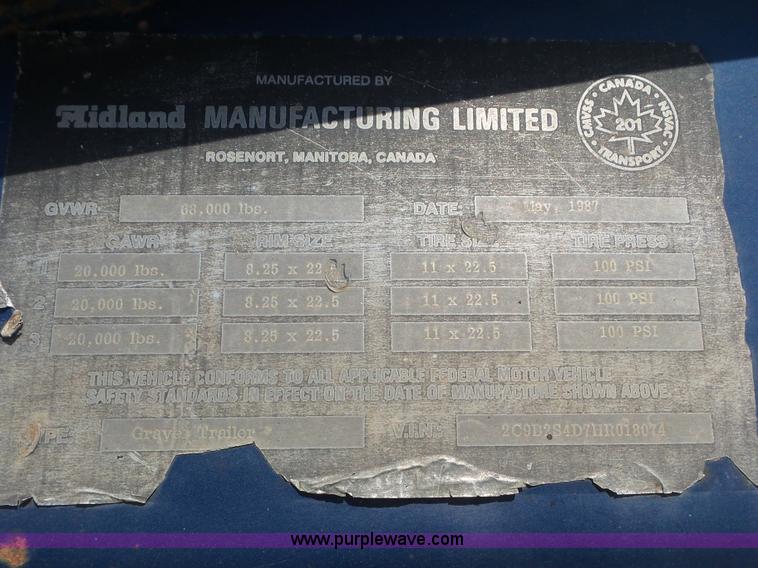 MANUFACTURED BY
Midland MANUFACTURING LIMITED
ROSENORT, MANITOBA, CANADA
CANADA
CMVSS NSVAC
201
TRANSPORT
GVWR: 68,000 lbs. DATE: May, 1987
GAWR RIM SIZE TIRE SIZE TIRE PRESS
1 20,000 lbs. 8.25 x 22.5 11 x 22.5 100 PSI
2 20,000 lbs. 8.25 x 22.5 11 x 22.5 100 PSI
3 20,000 lbs. 8.25 x 22.5 11 x 22.5 100 PSI
THIS VEHICLE CONFORMS TO ALL APPLICABLE FEDERAL MOTOR VEHICLE
SAFETY STANDARDS IN EFFECT ON THE DATE OF MANUFACTURE SHOWN ABOVE.
TYPE: Gravel Trailer V.I.N.: 2C9B2S4D7HR018074
www.purplewave.com